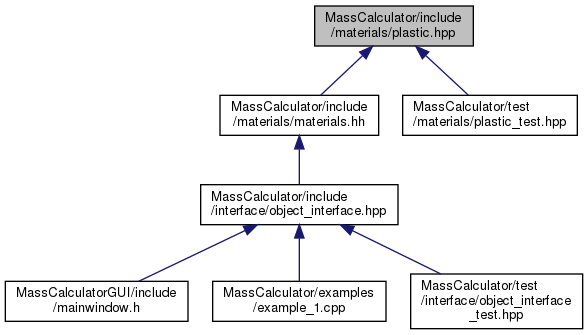 MassCalculator/include
/materials/plastic.hpp
MassCalculator/include
/materials/materials.hh
MassCalculator/test
/materials/plastic_test.hpp
MassCalculator/include
/interface/object_interface.hpp
MassCalculatorGUI/include
/mainwindow.h
MassCalculator/examples
/example_1.cpp
MassCalculator/test
/interface/object_interface
_test.hpp